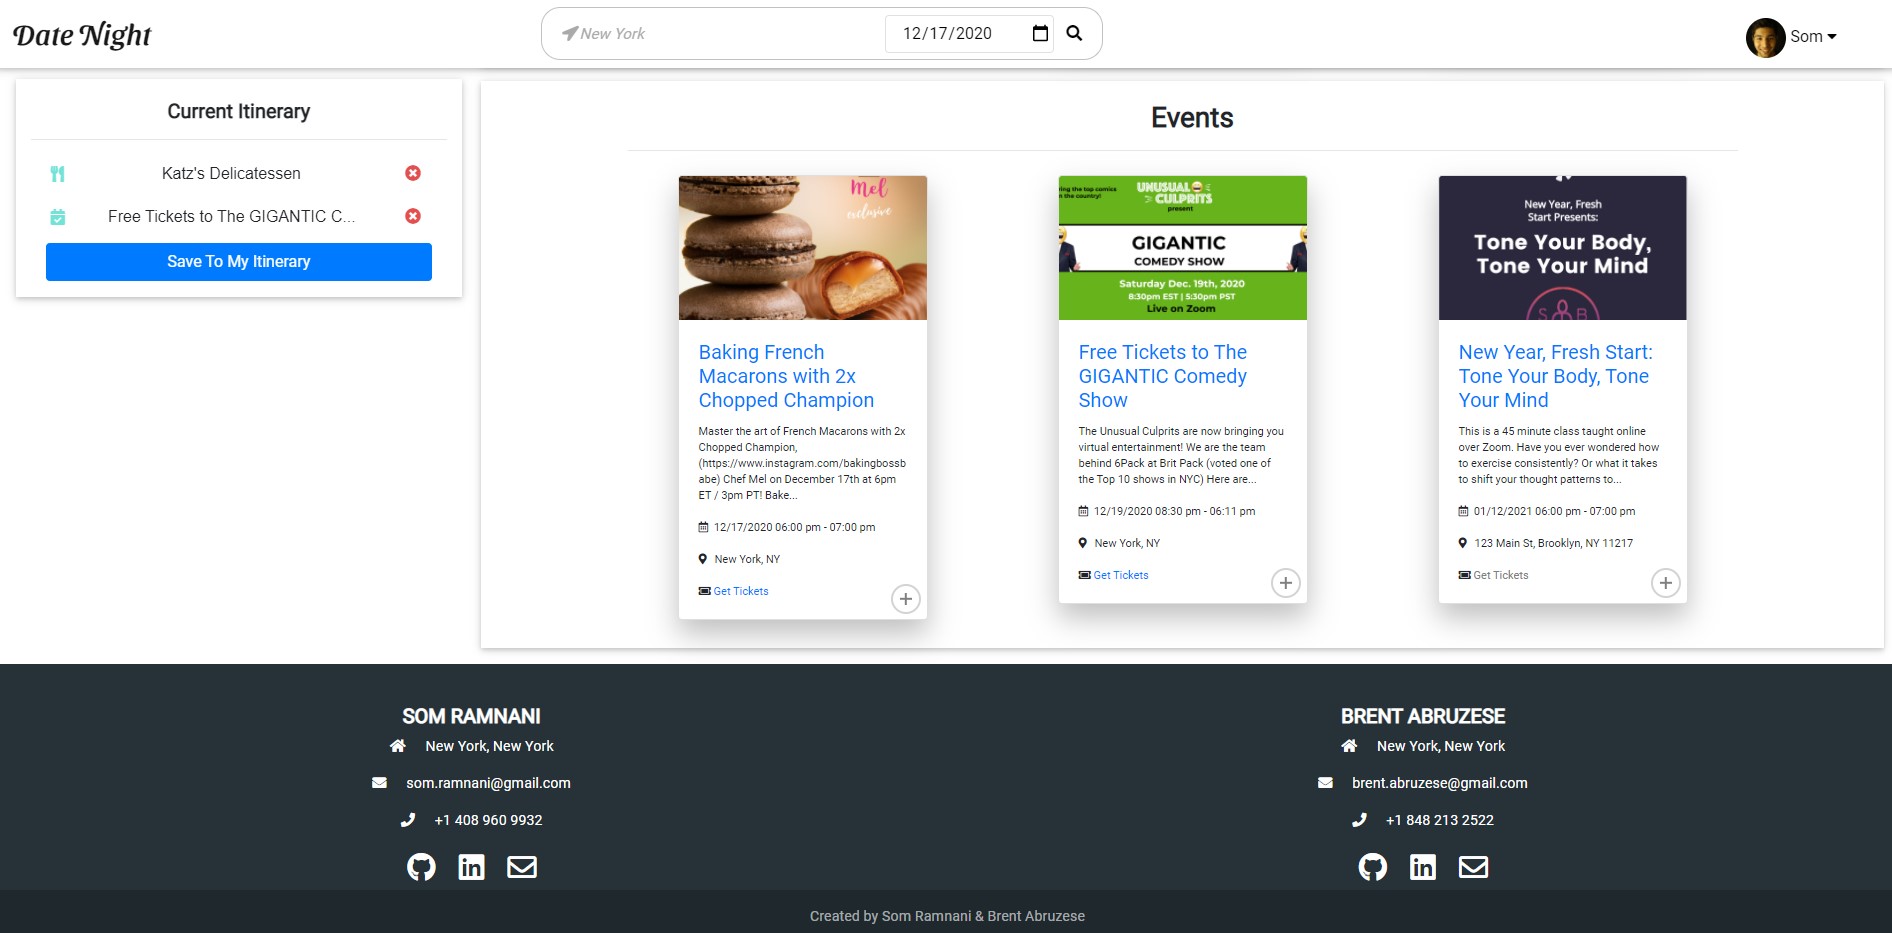 Date Night
New York
12/17/2020
Som
Current Itinerary
Katz's Delicatessen
Free Tickets to The GIGANTIC C...
Save To My Itinerary
Events
Mel
exclusive
Baking French
Macarons with 2x
Chopped Champion
Master the art of French Macarons with 2x
Chopped Champion,
(https://www.instagram.com/bakingbossb
abe) Chef Mel on December 17th at 6pm
ET / 3pm PT! Bake...
12/17/2020 06:00 pm - 07:00 pm
New York, NY
Get Tickets
ring the top comics
n the country!
UNUSUAL
CULPRITS
present
GIGANTIC
COMEDY SHOW
Saturday Dec. 19th, 2020
8:30pm EST | 5:30pm PST
Live on Zoom
Free Tickets to The
GIGANTIC Comedy
Show
The Unusual Culprits are now bringing you
virtual entertainment! We are the team
behind 6Pack at Brit Pack (voted one of
the Top 10 shows in NYC) Here are...
12/19/2020 08:30 pm - 06:11 pm
New York, NY
Get Tickets
New Year, Fresh
Start Presents:
Tone Your Body,
Tone Your Mind
S B
New Year, Fresh Start:
Tone Your Body, Tone
Your Mind
This is a 45 minute class taught online
over Zoom. Have you ever wondered how
to exercise consistently? Or what it takes
to shift your thought patterns to...
01/12/2021 06:00 pm - 07:00 pm
123 Main St, Brooklyn, NY 11217
Get Tickets
SOM RAMNANI
New York, New York
som.ramnani@gmail.com
+1 408 960 9932
in
BRENT ABRUZESE
New York, New York
brent.abruzese@gmail.com
+1 848 213 2522
in
Created by Som Ramnani & Brent Abruzese